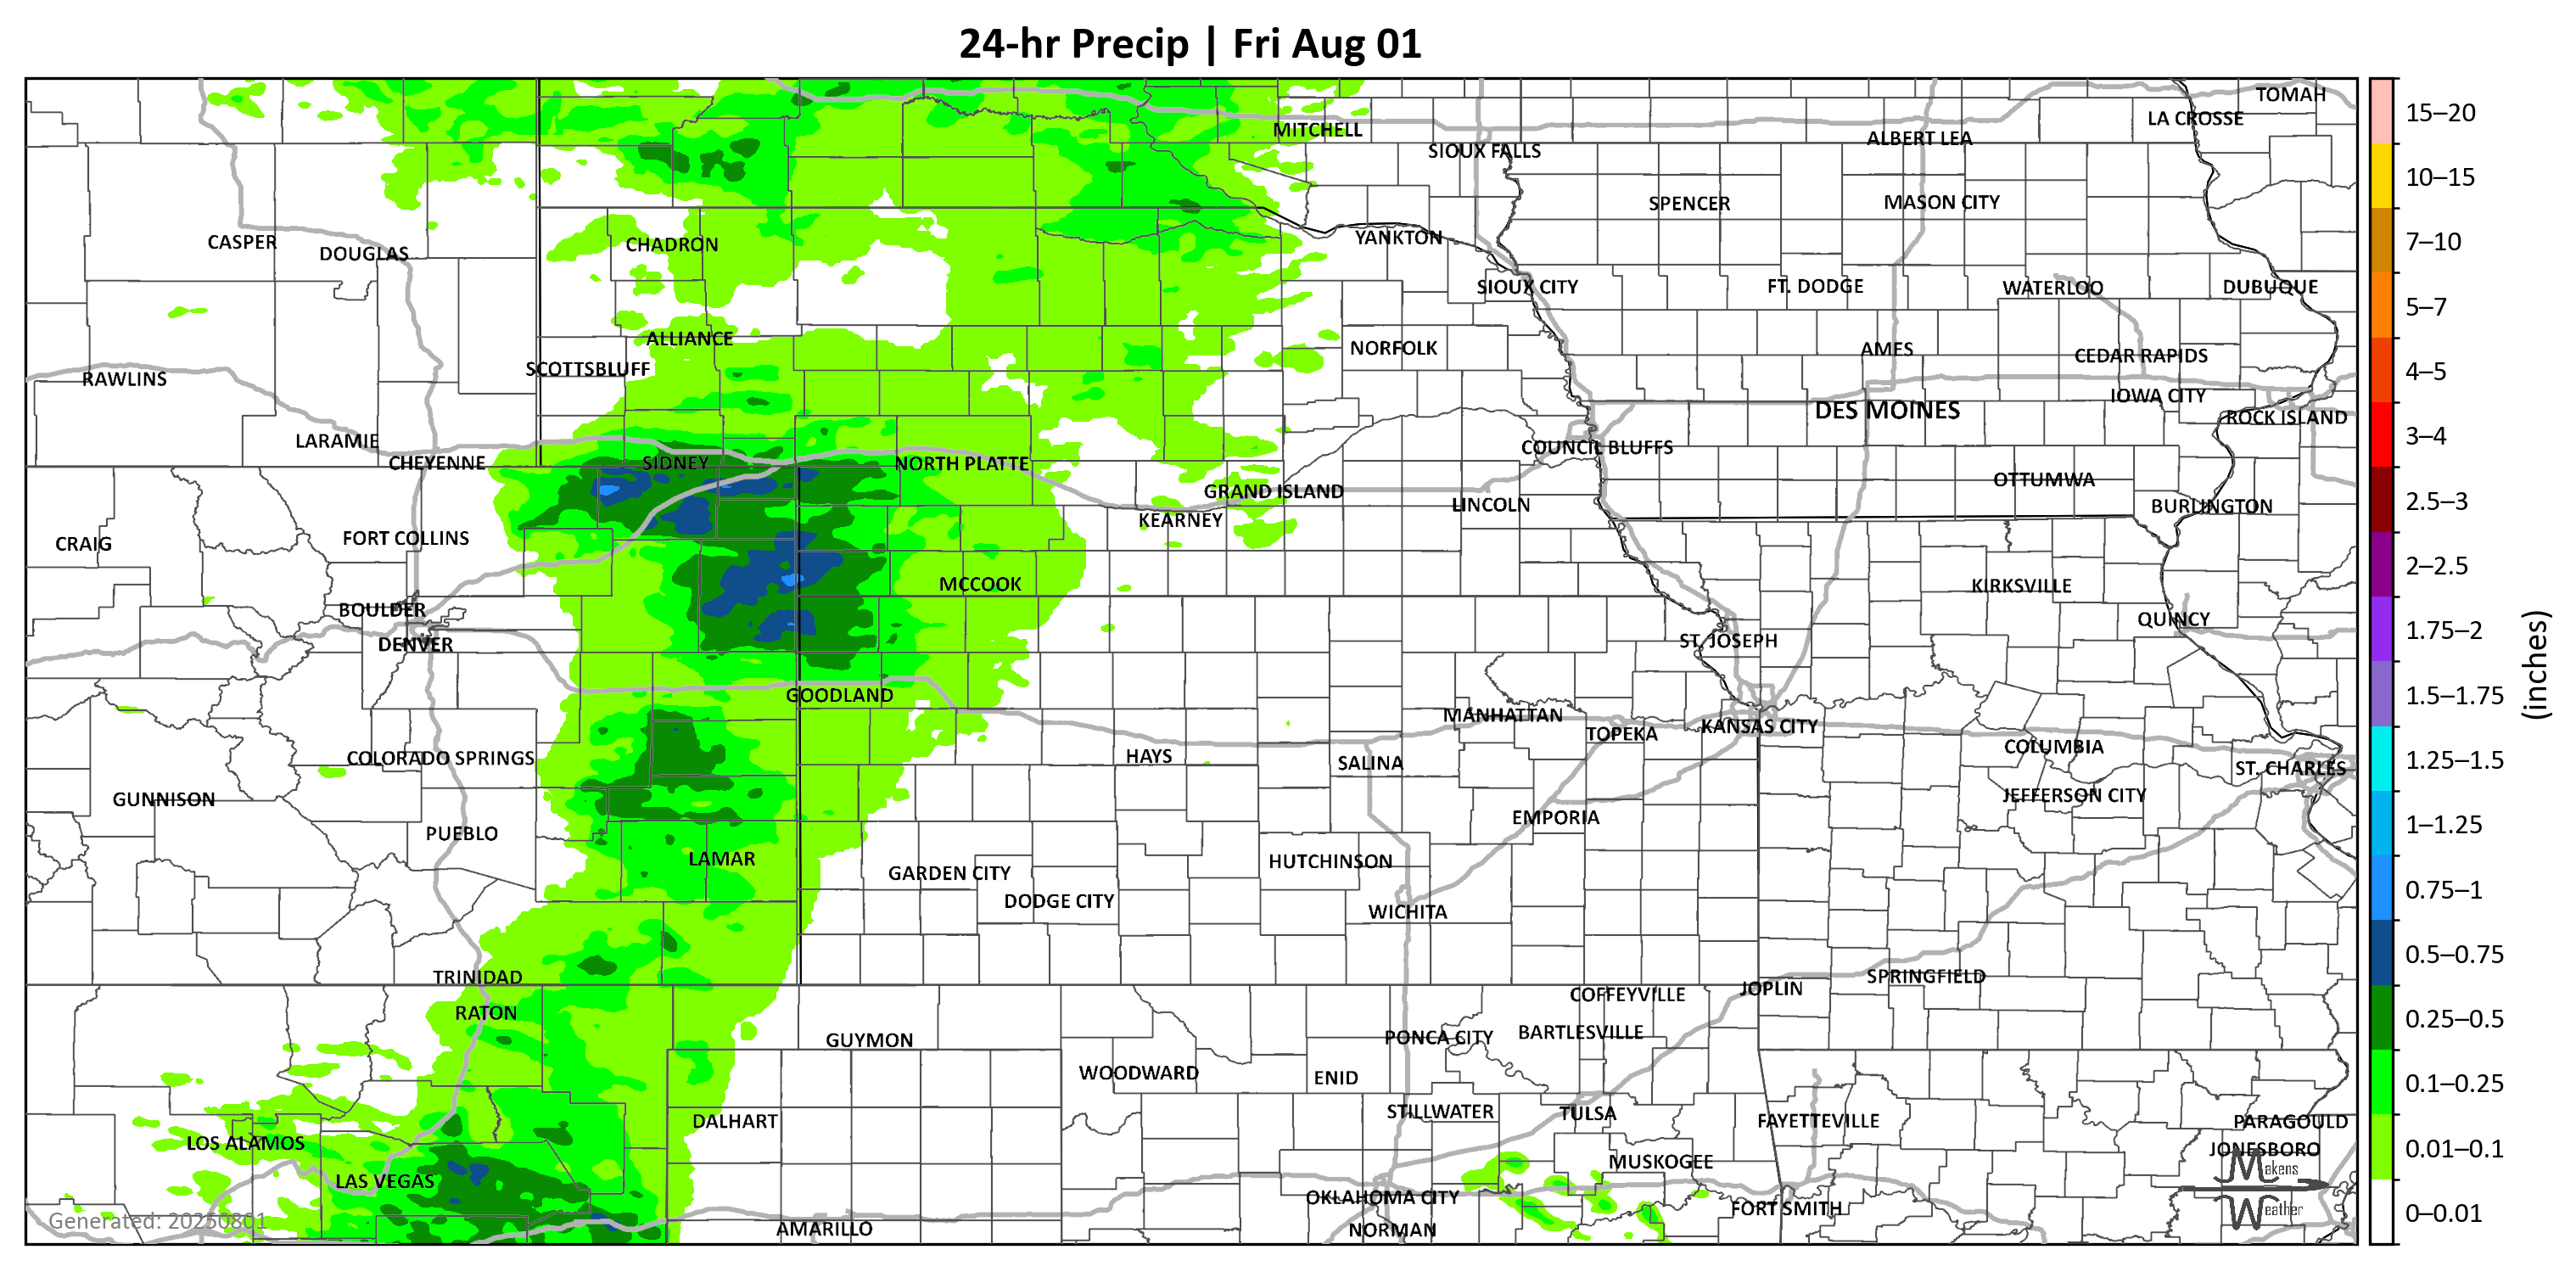 24-hr Precip | Fri Aug 01
TOMAH
LA CROSSE
MITCHELL
ALBERT LEA
SIOUX FALLS
SPENCER
MASON CITY
CASPER
DOUGLAS
CHADRON
YANKTON
SIOUX CITY
FT. DODGE
WATERLOO
DUBUQUE
ALLIANCE
NORFOLK
AMES
CEDAR RAPIDS
SCOTTSBLUFF
RAWLINS
IOWA CITY
DES MOINES
ROCK ISLAND
LARAMIE
COUNCIL BLUFFS
CHEYENNE
SIDNEY
NORTH PLATTE
OTTUMWA
GRAND ISLAND
LINCOLN
BURLINGTON
KEARNEY
CRAIG
FORT COLLINS
MCCOOK
KIRKSVILLE
BOULDER
QUINCY
DENVER
ST. JOSEPH
GOODLAND
MANHATTAN
KANSAS CITY
TOPEKA
COLUMBIA
COLORADO SPRINGS
HAYS
SALINA
ST. CHARLES
GUNNISON
JEFFERSON CITY
EMPORIA
PUEBLO
LAMAR
HUTCHINSON
GARDEN CITY
DODGE CITY
WICHITA
TRINIDAD
SPRINGFIELD
JOPLIN
COFFEYVILLE
RATON
BARTLESVILLE
PONCA CITY
GUYMON
WOODWARD
ENID
STILLWATER
TULSA
DALHART
FAYETTEVILLE
PARAGOULD
LOS ALAMOS
JONESBORO
MUSKOGEE
LAS VEGAS
OKLAHOMA CITY
FORT SMITH
AMARILLO
NORMAN
Generated: 20250801
Makens
Weather
15–20
10–15
7–10
5–7
4–5
3–4
2.5–3
2–2.5
1.75–2
1.5–1.75
1.25–1.5
1–1.25
0.75–1
0.5–0.75
0.25–0.5
0.1–0.25
0.01–0.1
0–0.01
(inches)